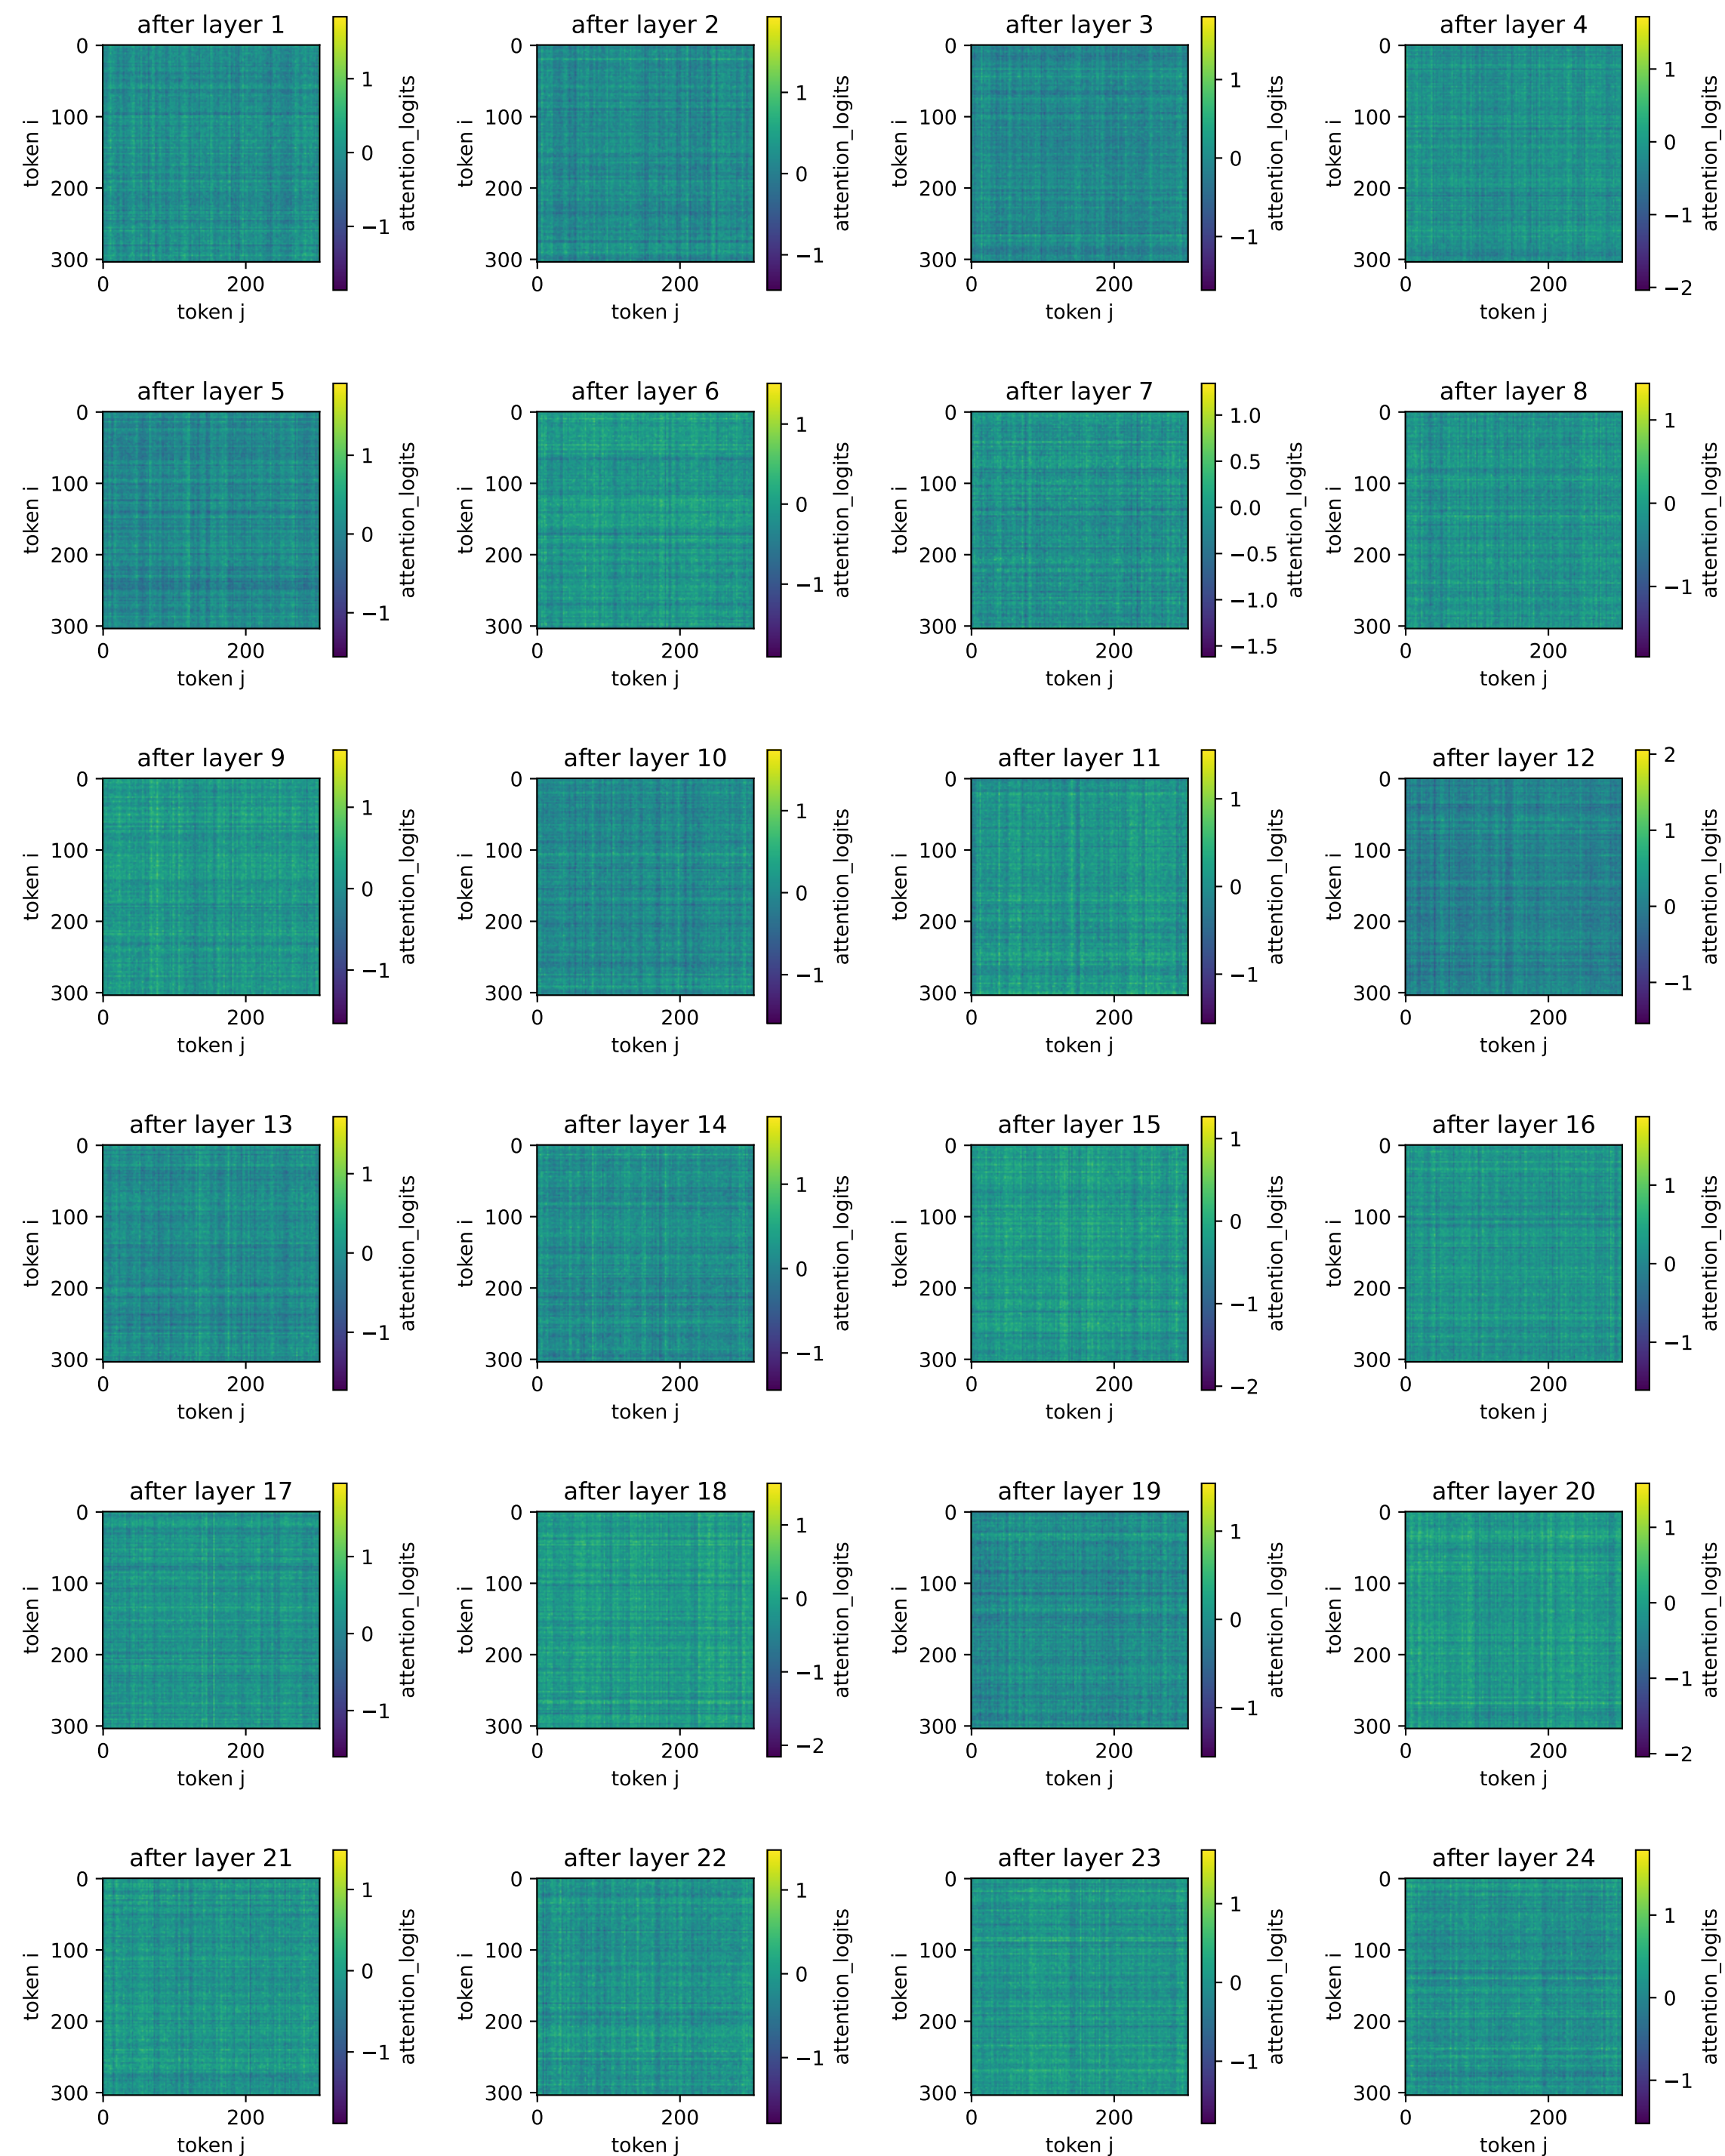 after layer 1
0
100
200
300
token i
0 200
token j
1
0
−1
attention_logits
after layer 2
0
100
200
300
token i
0 200
token j
1
0
−1
attention_logits
after layer 3
0
100
200
300
token i
0 200
token j
1
0
−1
attention_logits
after layer 4
0
100
200
300
token i
0 200
token j
1
0
−1
−2
attention_logits
after layer 5
0
100
200
300
token i
0 200
token j
1
0
−1
attention_logits
after layer 6
0
100
200
300
token i
0 200
token j
1
0
−1
attention_logits
after layer 7
0
100
200
300
token i
0 200
token j
1.0
0.5
0.0
−0.5
−1.0
−1.5
attention_logits
after layer 8
0
100
200
300
token i
0 200
token j
1
0
−1
attention_logits
after layer 9
0
100
200
300
token i
0 200
token j
1
0
−1
attention_logits
after layer 10
0
100
200
300
token i
0 200
token j
1
0
−1
attention_logits
after layer 11
0
100
200
300
token i
0 200
token j
1
0
−1
attention_logits
after layer 12
0
100
200
300
token i
0 200
token j
2
1
0
−1
attention_logits
after layer 13
0
100
200
300
token i
0 200
token j
1
0
−1
attention_logits
after layer 14
0
100
200
300
token i
0 200
token j
1
0
−1
attention_logits
after layer 15
0
100
200
300
token i
0 200
token j
1
0
−1
−2
attention_logits
after layer 16
0
100
200
300
token i
0 200
token j
1
0
−1
attention_logits
after layer 17
0
100
200
300
token i
0 200
token j
1
0
−1
attention_logits
after layer 18
0
100
200
300
token i
0 200
token j
1
0
−1
−2
attention_logits
after layer 19
0
100
200
300
token i
0 200
token j
1
0
−1
attention_logits
after layer 20
0
100
200
300
token i
0 200
token j
1
0
−1
−2
attention_logits
after layer 21
0
100
200
300
token i
0 200
token j
1
0
−1
attention_logits
after layer 22
0
100
200
300
token i
0 200
token j
1
0
−1
attention_logits
after layer 23
0
100
200
300
token i
0 200
token j
1
0
−1
attention_logits
after layer 24
0
100
200
300
token i
0 200
token j
1
0
−1
attention_logits